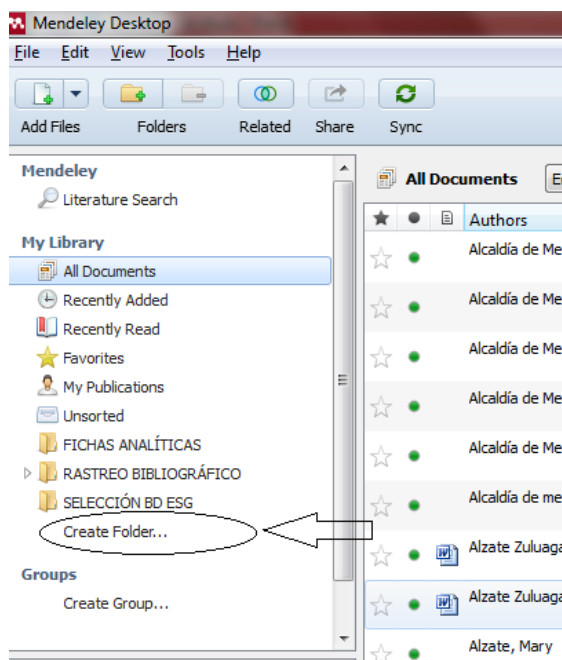 Mendeley Desktop
File Edit View Tools Help
Add Files Folders Related Share Sync
Mendeley
Literature Search
My Library
All Documents
Recently Added
Recently Read
Favorites
My Publications
Unsorted
FICHAS ANALÍTICAS
RASTREO BIBLIOGRÁFICO
SELECCIÓN BD ESG
Create Folder...
Groups
Create Group...
All Documents
Authors
Alcaldía de Me
Alcaldía de Me
Alcaldía de Me
Alcaldía de Me
Alcaldía de Me
Alcaldía de me
Alzate Zuluaga
Alzate Zuluaga
Alzate, Mary